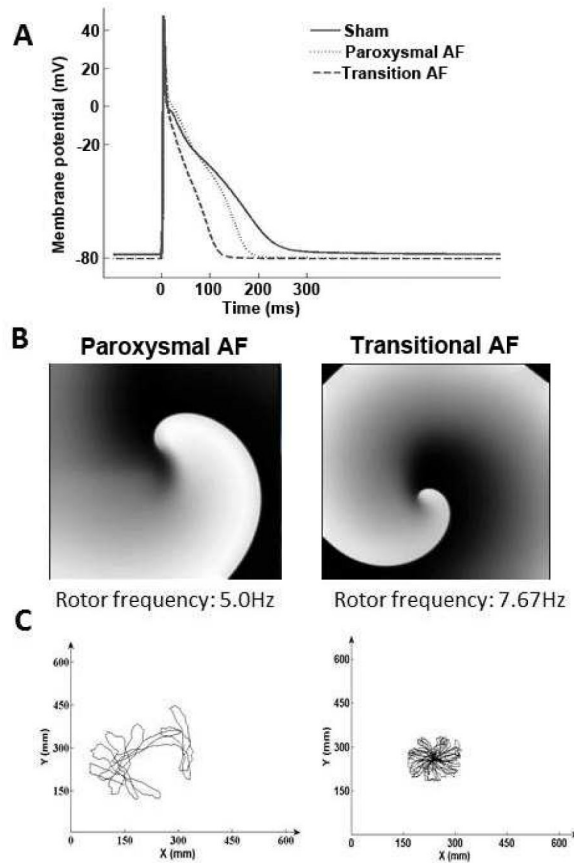 A
Membrane potential (mV)
40
20
0
-20
-80
Sham
Paroxysmal AF
Transition AF
0 100 200 300
Time (ms)
B
Paroxysmal AF Transitional AF
Rotor frequency: 5.0Hz Rotor frequency: 7.67Hz
C
Y (mm)
600
450
300
150
0 150 300 450 600
X (mm)
Y (mm)
600
450
300
150
0 150 300 450 600
X (mm)